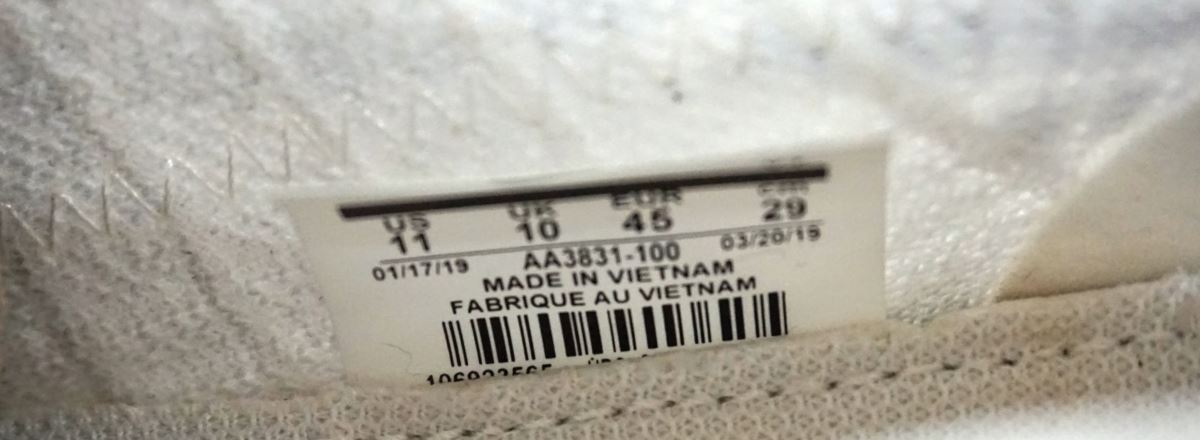 US UK EUR cm
11 10 45 29
01/17/19 AA3831-100 03/20/19
MADE IN VIETNAM
FABRIQUE AU VIETNAM